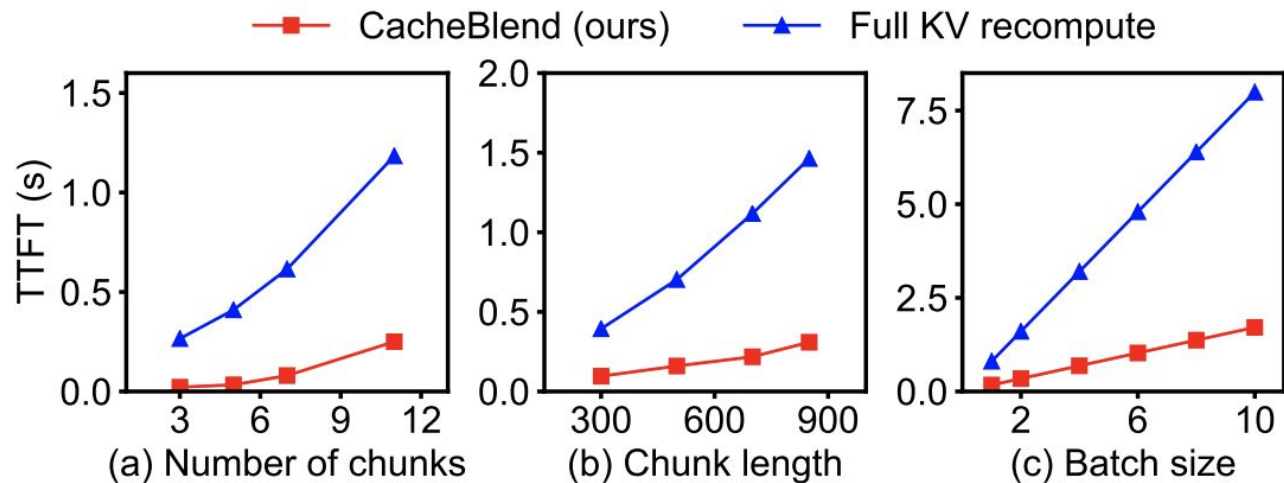 CacheBlend (ours) Full KV recompute
TTFT (s)
1.5
1.0
0.5
0.0
3 6 9 12
(a) Number of chunks
2.0
1.5
1.0
0.5
0.0
300 600 900
(b) Chunk length
7.5
5.0
2.5
0.0
2 6 10
(c) Batch size